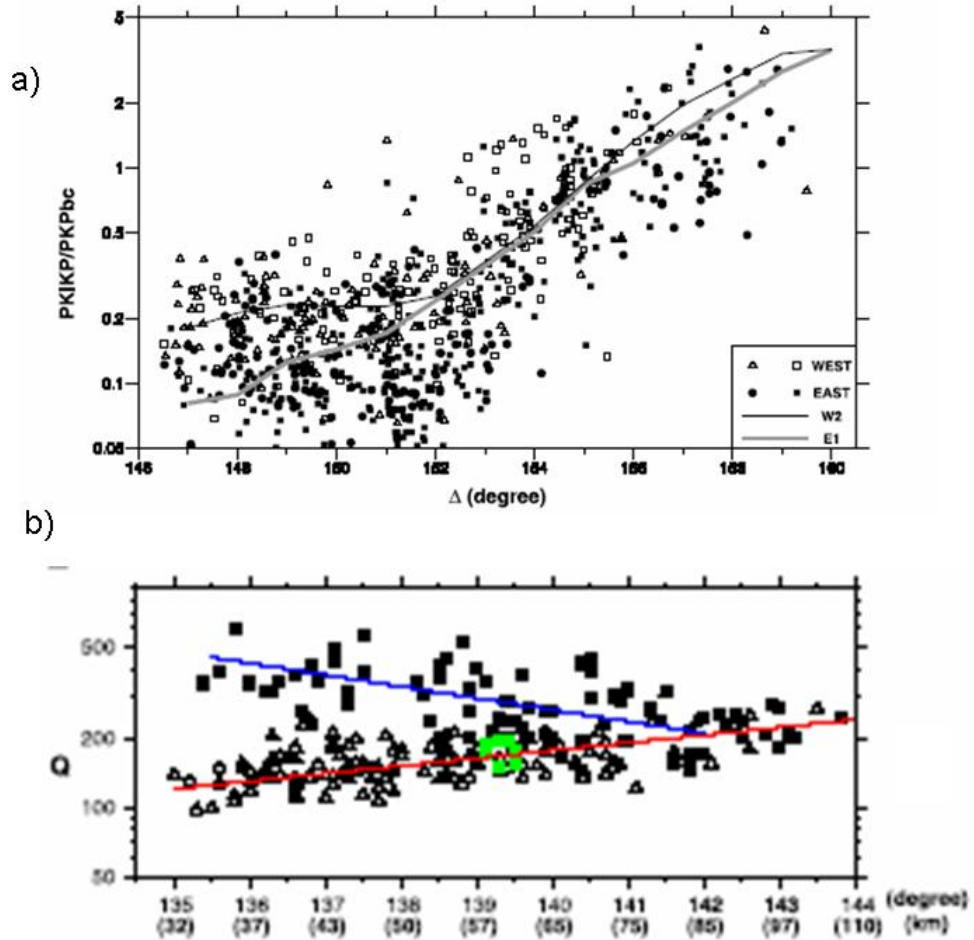 a)
5
2
1
0.5
0.2
0.1
0.05
PKIKP/PKPbc
WEST
EAST
W2
E1
146 148 150 152 154 156 158 160
Δ (degree)
b)
500
200
100
50
Q
135 136 137 138 139 140 141 142 143 144 (degree)
(32) (37) (43) (50) (57) (65) (75) (85) (97) (110) (km)